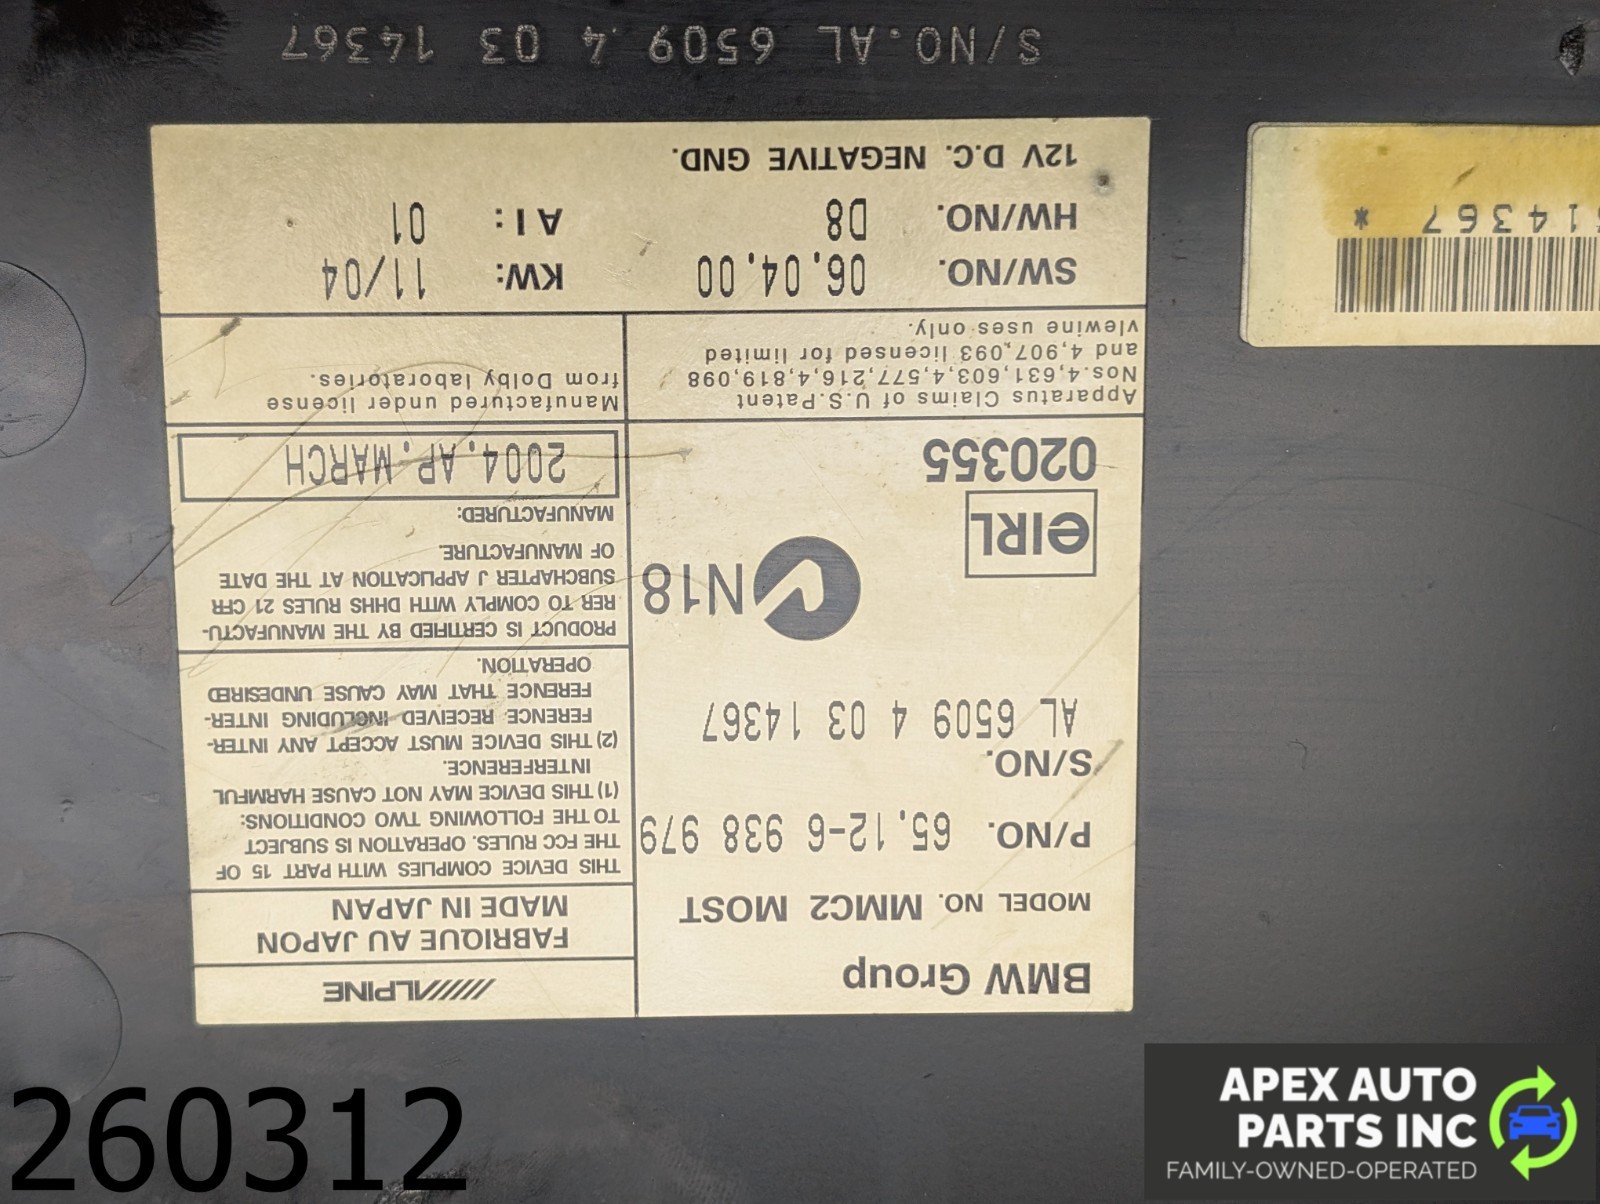 BMW Group
MODEL NO. MMC2 MOST
P/NO. 65.12-6 938 979
S/NO.
AL 6509 4 03 14367
N18
eIRL
020355
Apparatus Claims of U.S.Patent
Nos.4,631,603,4,577,216,4,819,098
and 4,907,093 licensed for limited
viewine uses only.
ALPINE
FABRIQUE AU JAPON
MADE IN JAPAN
THIS DEVICE COMPLIES WITH PART 15 OF
THE FCC RULES. OPERATION IS SUBJECT
TO THE FOLLOWING TWO CONDITIONS:
(1) THIS DEVICE MAY NOT CAUSE HARMFUL
INTERFERENCE.
(2) THIS DEVICE MUST ACCEPT ANY INTER-
FERENCE RECEIVED INCLUDING INTER-
FERENCE THAT MAY CAUSE UNDESIRED
OPERATION.
PRODUCT IS CERTIFIED BY THE MANUFACTU-
RER TO COMPLY WITH DHHS RULES 21 CFR
SUBCHAPTER J APPLICATION AT THE DATE
OF MANUFACTURE.
MANUFACTURED:
2004.AP.MARCH
Manufactured under license
from Dolby laboratories.
SW/NO. 06.04.00 KW: 11/04
HW/NO. D8 AI: 01
12V D.C. NEGATIVE GND.
S/NO.AL 6509 4 03 14367
14367 *
260312
APEX AUTO
PARTS INC
FAMILY-OWNED-OPERATED